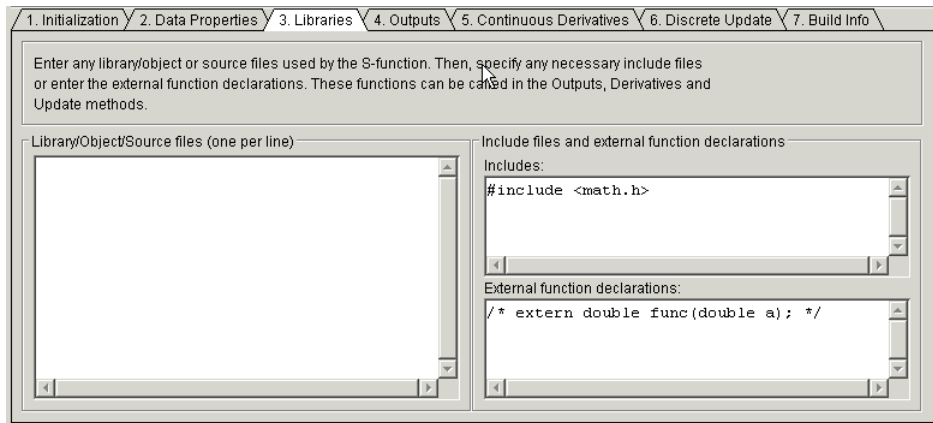 1. Initialization 2. Data Properties 3. Libraries 4. Outputs 5. Continuous Derivatives 6. Discrete Update 7. Build Info
Enter any library/object or source files used by the S-function. Then, specify any necessary include files
or enter the external function declarations. These functions can be called in the Outputs, Derivatives and
Update methods.
Library/Object/Source files (one per line)
Include files and external function declarations
Includes:
#include <math.h>
External function declarations:
/* extern double func(double a); */